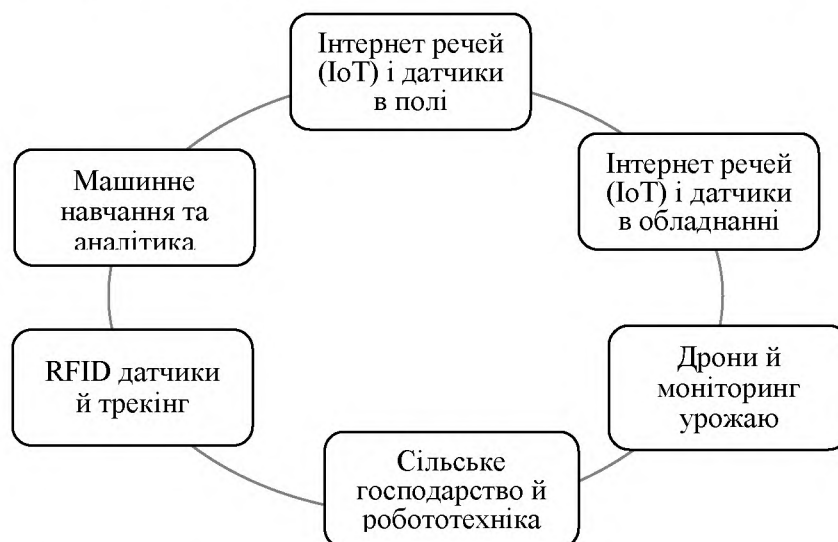 Інтернет речей
(IoT) і датчики
в полі
Інтернет речей
(IoT) і датчики
в обладнанні
Дрони й
моніторинг
урожаю
Сільське
господарство й
робототехніка
RFID датчики
й трекінг
Машинне
навчання та
аналітика